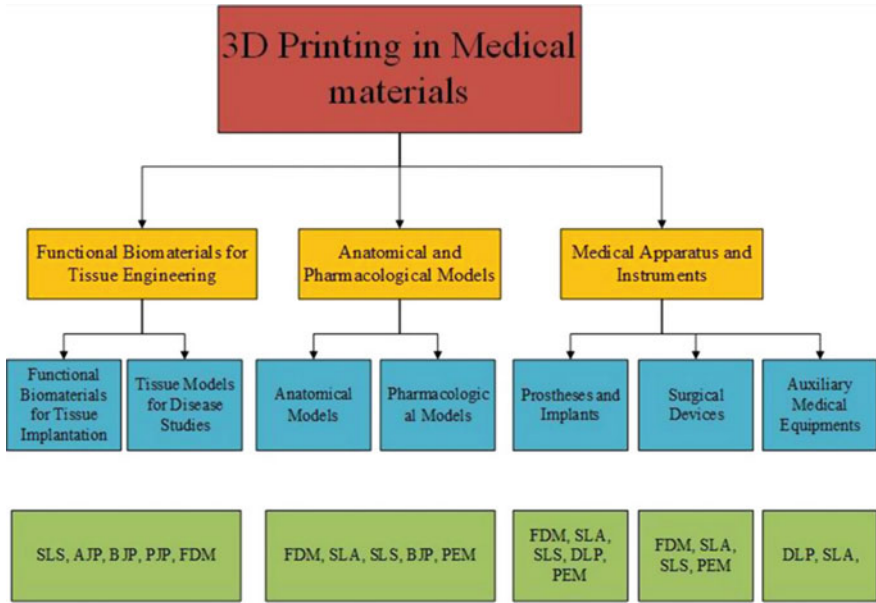 3D Printing in Medical
materials
Functional Biomaterials for
Tissue Engineering
Anatomical and
Pharmacological Models
Medical Apparatus and
Instruments
Functional
Biomaterials
for Tissue
Implantation
Tissue Models
for Disease
Studies
Anatomical
Models
Pharmacologic
al Models
Prostheses and
Implants
Surgical
Devices
Auxiliary
Medical
Equipments
SLS, AJP, BJP, PJP, FDM
FDM, SLA, SLS, BJP, PEM
FDM, SLA,
SLS, DLP,
PEM
FDM, SLA,
SLS, PEM
DLP, SLA,